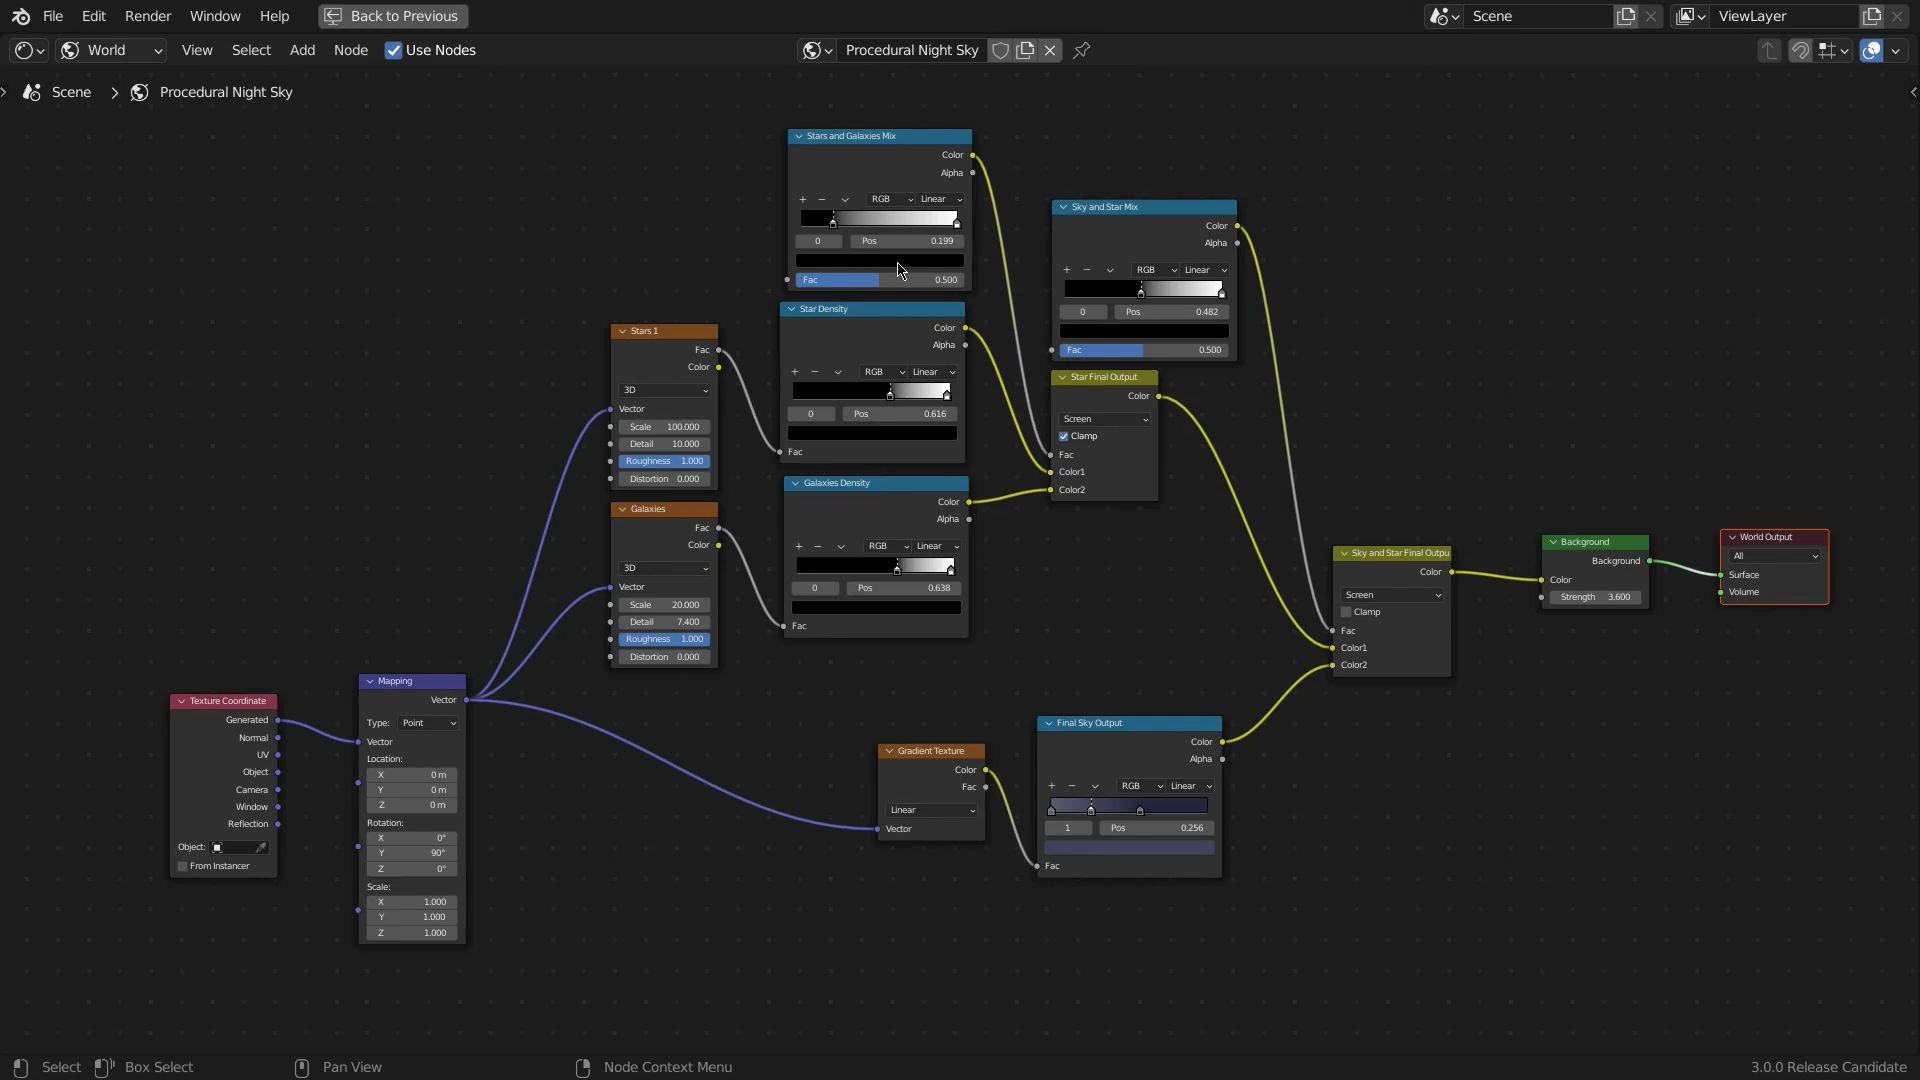 File Edit Render Window Help Back to Previous Scene ViewLayer
World View Select Add Node Use Nodes Procedural Night Sky
Scene > Procedural Night Sky
Stars and Galaxies Mix
Color
Alpha
+ − RGB Linear
0 Pos 0.199
Fac 0.500
Sky and Star Mix
Color
Alpha
+ − RGB Linear
0 Pos 0.482
Fac 0.500
Star Density
Color
Alpha
+ − RGB Linear
0 Pos 0.616
Fac
Stars 1
Fac
Color
3D
Vector
Scale 100.000
Detail 10.000
Roughness 1.000
Distortion 0.000
Star Final Output
Color
Screen
Clamp
Fac
Color1
Color2
Galaxies Density
Color
Alpha
+ − RGB Linear
0 Pos 0.638
Fac
Galaxies
Fac
Color
3D
Vector
Scale 20.000
Detail 7.400
Roughness 1.000
Distortion 0.000
Sky and Star Final Outpu
Color
Screen
Clamp
Fac
Color1
Color2
Background
Background
Color
Strength 3.600
World Output
All
Surface
Volume
Texture Coordinate
Generated
Normal
UV
Object
Camera
Window
Reflection
Object:
From Instancer
Mapping
Vector
Type: Point
Vector
Location:
X 0 m
Y 0 m
Z 0 m
Rotation:
X 0°
Y 90°
Z 0°
Scale:
X 1.000
Y 1.000
Z 1.000
Gradient Texture
Color
Fac
Linear
Vector
Final Sky Output
Color
Alpha
+ − RGB Linear
1 Pos 0.256
Fac
Select Box Select Pan View Node Context Menu 3.0.0 Release Candidate